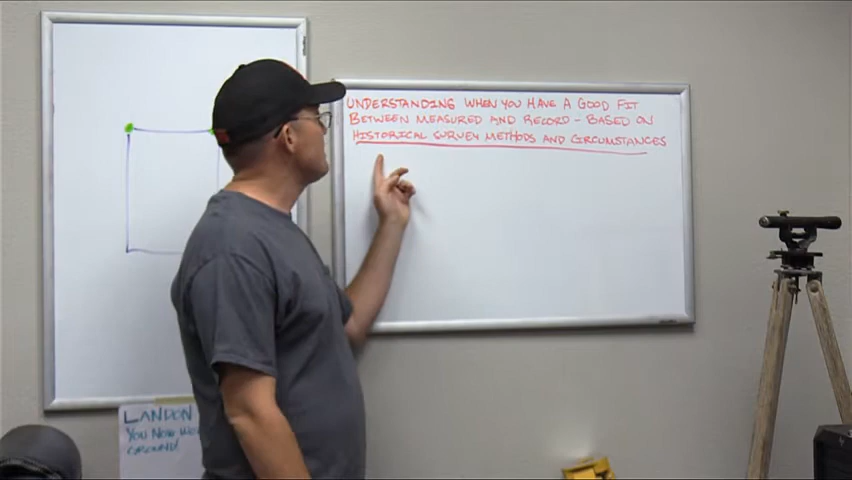 UNDERSTANDING WHEN YOU HAVE A GOOD FIT
BETWEEN MEASURED AND RECORD - BASED ON
HISTORICAL SURVEY METHODS AND CIRCUMSTANCES
LANDON
YOU NOW
GROUND!